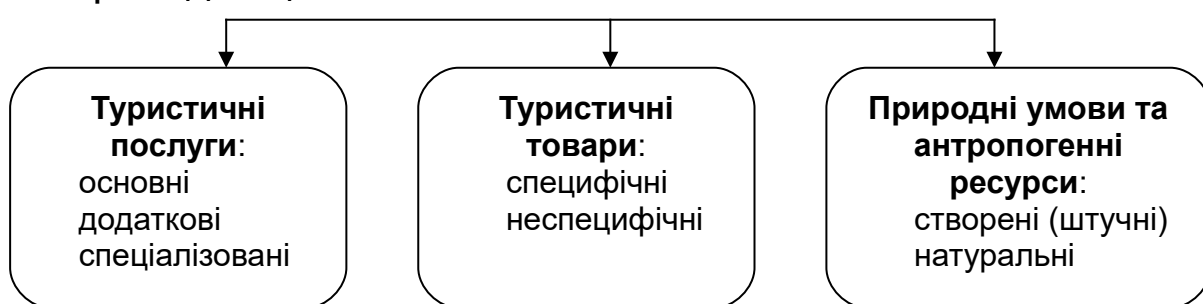 Туристичні
послуги:
основні
додаткові
спеціалізовані
Туристичні
товари:
специфічні
неспецифічні
Природні умови та
антропогенні
ресурси:
створені (штучні)
натуральні